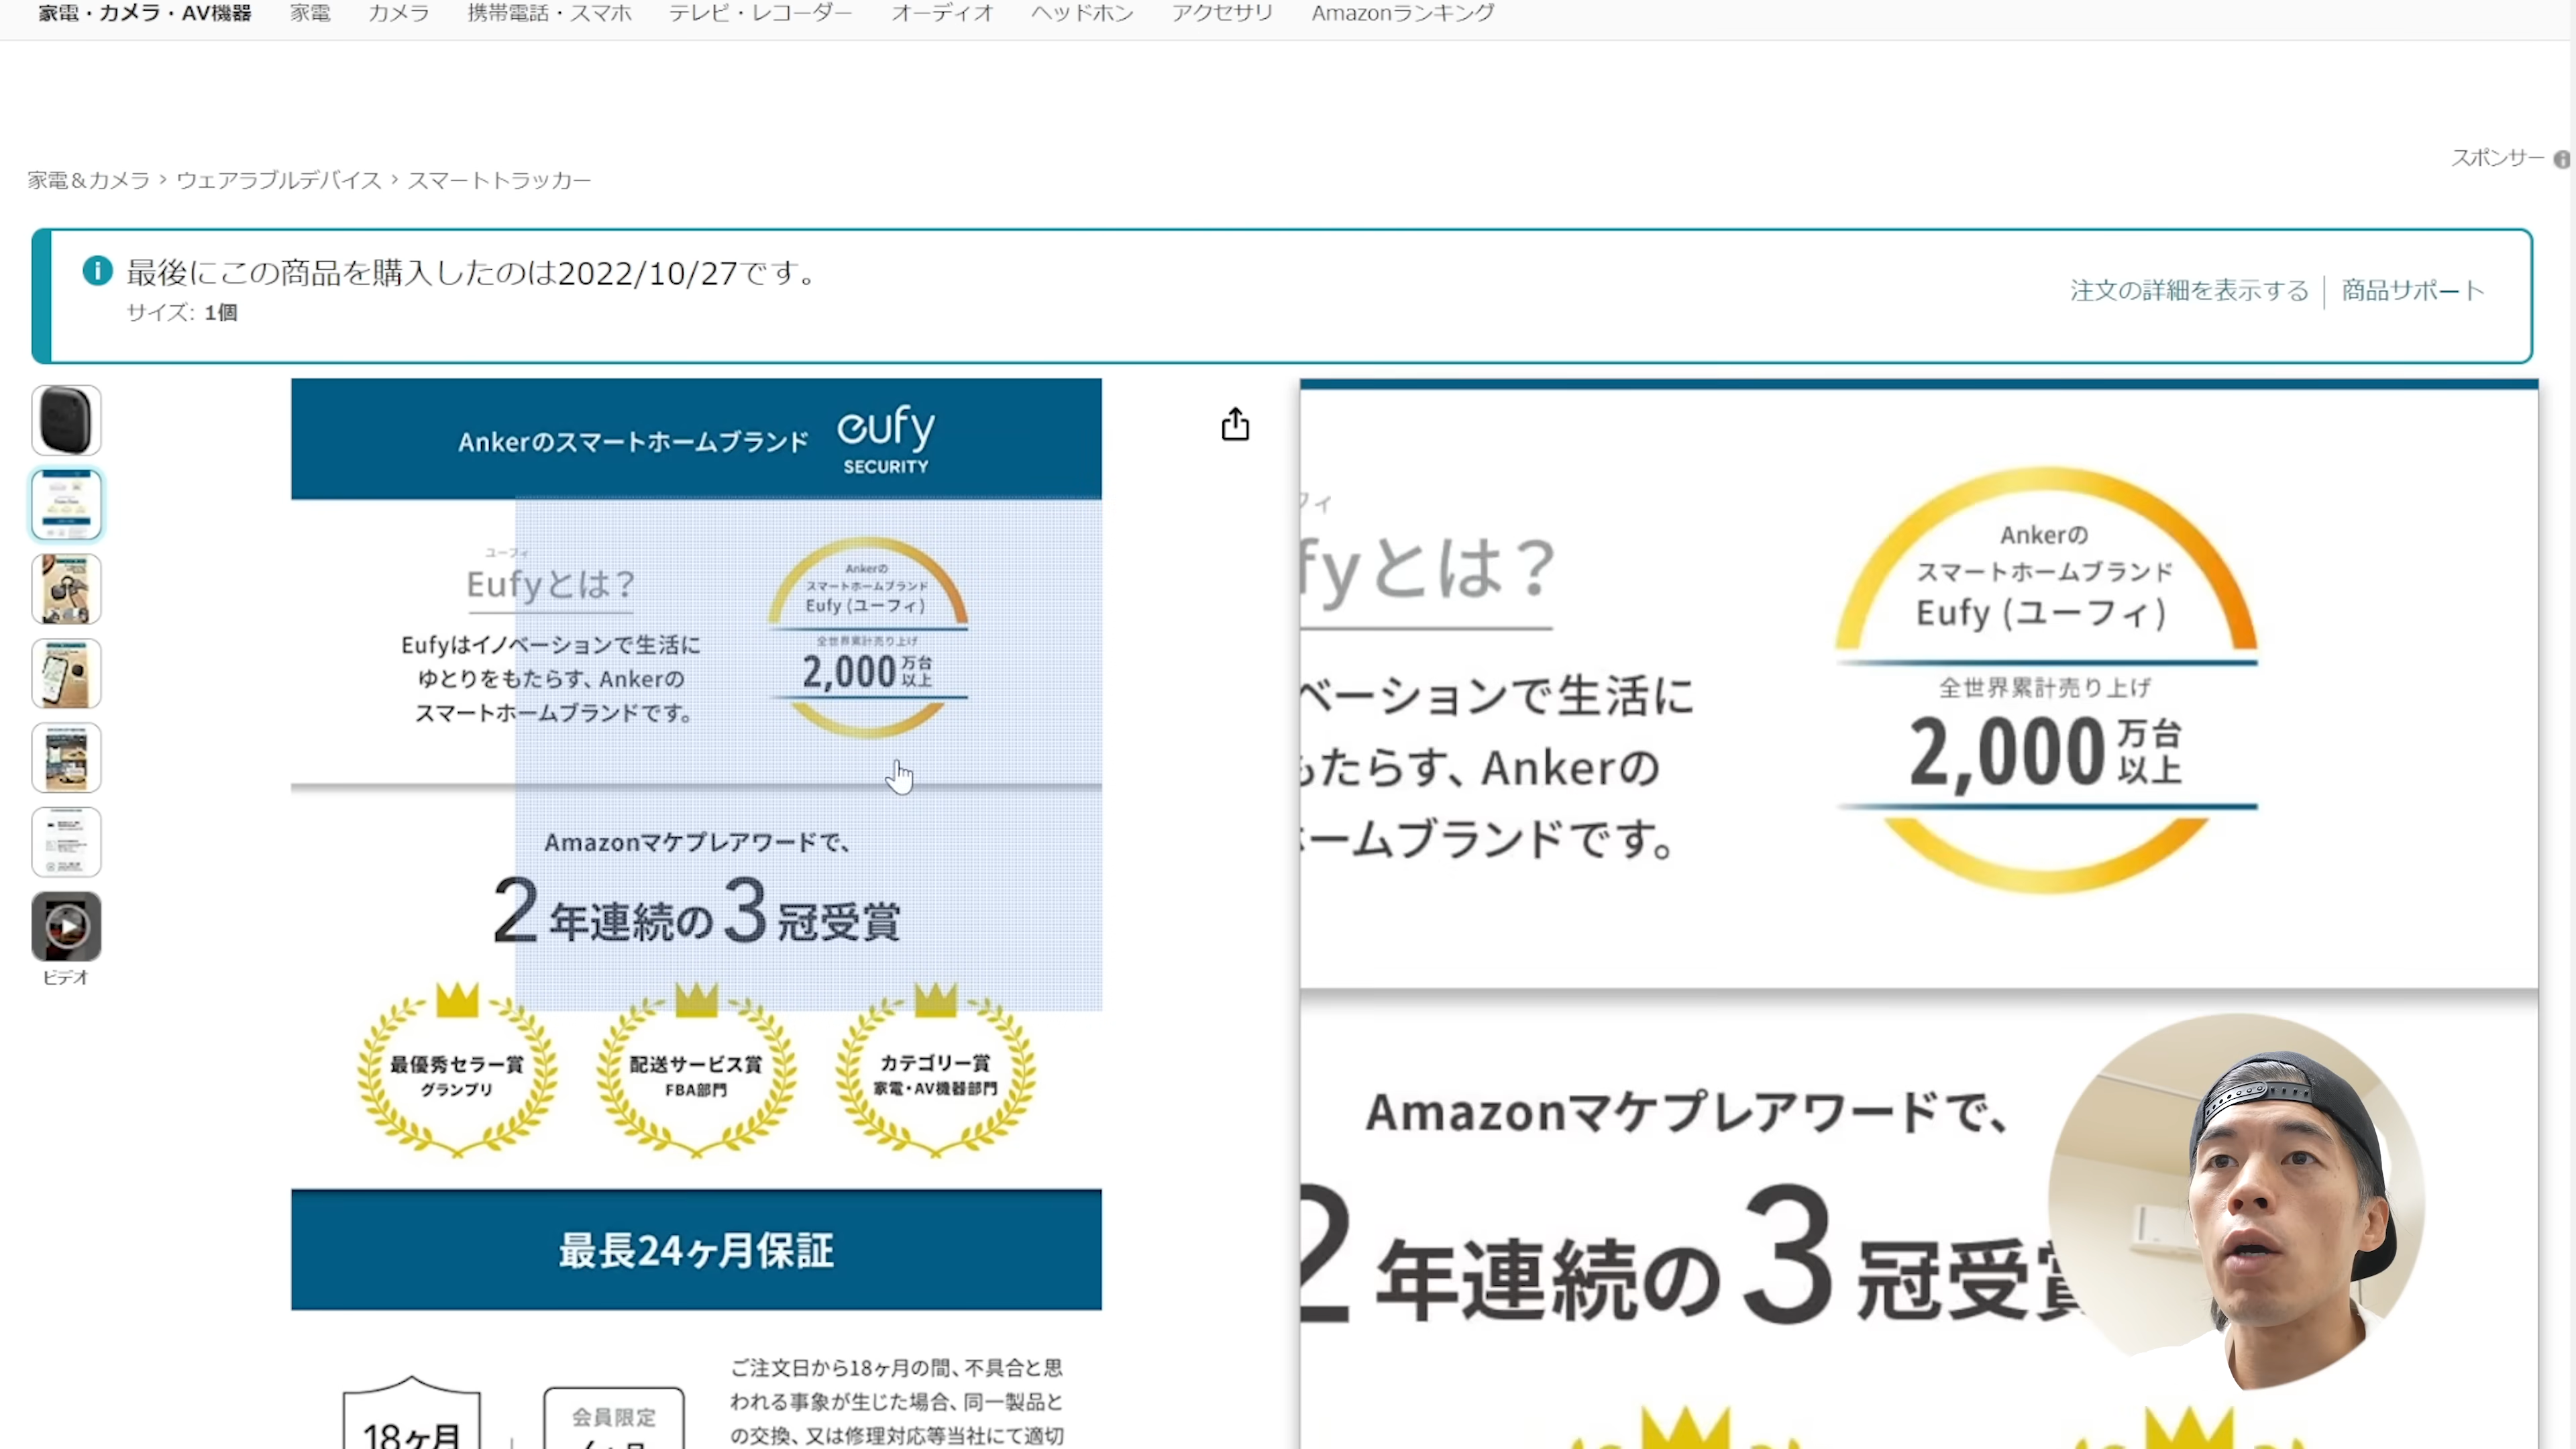 家電・カメラ・AV機器 家電 カメラ 携帯電話・スマホ テレビ・レコーダー オーディオ ヘッドホン アクセサリ Amazonランキング
スポンサー
家電&カメラ › ウェアラブルデバイス › スマートトラッカー
最後にこの商品を購入したのは2022/10/27です。
サイズ: 1個
注文の詳細を表示する | 商品サポート
Ankerのスマートホームブランド eufy
SECURITY
ユーフィ
Eufyとは?
Eufyはイノベーションで生活に
ゆとりをもたらす、Ankerの
スマートホームブランドです。
Ankerの
スマートホームブランド
Eufy (ユーフィ)
全世界累計売り上げ
2,000万台以上
Amazonマケプレアワードで、
2年連続の3冠受賞
最優秀セラー賞
グランプリ
配送サービス賞
FBA部門
カテゴリー賞
家電・AV機器部門
最長24ヶ月保証
18ヶ月
会員限定
ご注文日から18ヶ月の間、不具合と思
われる事象が生じた場合、同一製品と
の交換、又は修理対応等当社にて適切
ビデオ
フィ
fyとは?
ベーションで生活に
もたらす、Ankerの
ームブランドです。
Ankerの
スマートホームブランド
Eufy (ユーフィ)
全世界累計売り上げ
2,000万台以上
Amazonマケプレアワードで、
2年連続の3冠受賞